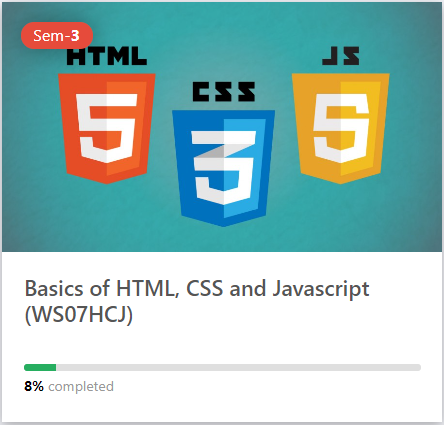 Sem-3
HTML
JS
CSS
5
3
5
Basics of HTML, CSS and Javascript
(WS07HCJ)
8% completed